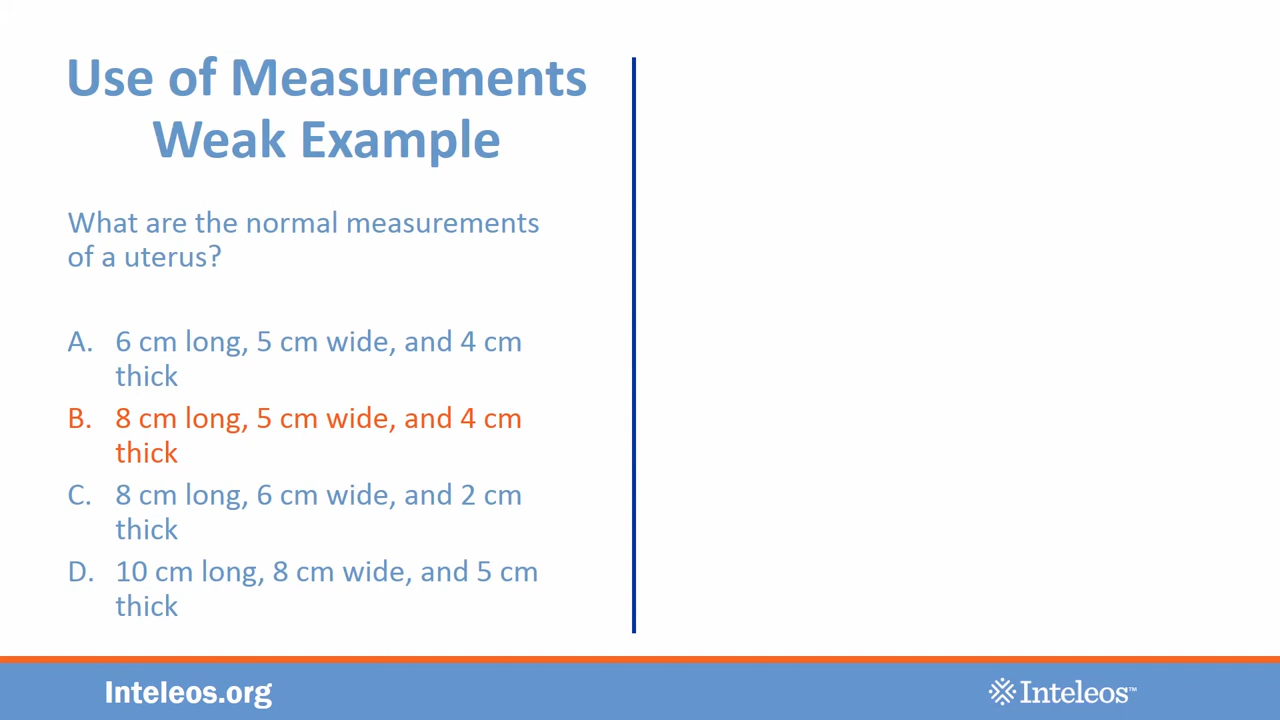 Use of Measurements
Weak Example
What are the normal measurements
of a uterus?
A. 6 cm long, 5 cm wide, and 4 cm
thick
B. 8 cm long, 5 cm wide, and 4 cm
thick
C. 8 cm long, 6 cm wide, and 2 cm
thick
D. 10 cm long, 8 cm wide, and 5 cm
thick
Inteleos.org
Inteleos™